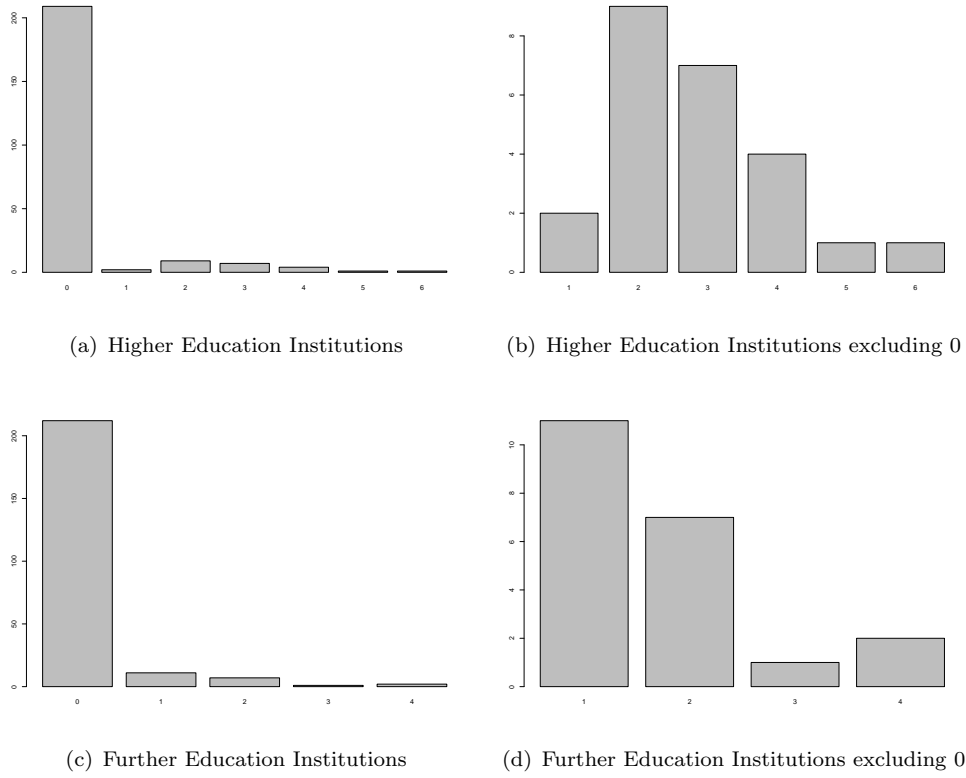 200
150
100
50
0
0 1 2 3 4 5 6
(a) Higher Education Institutions
8
6
4
2
0
1 2 3 4 5 6
(b) Higher Education Institutions excluding 0
200
150
100
50
0
0 1 2 3 4
(c) Further Education Institutions
10
8
6
4
2
0
1 2 3 4
(d) Further Education Institutions excluding 0